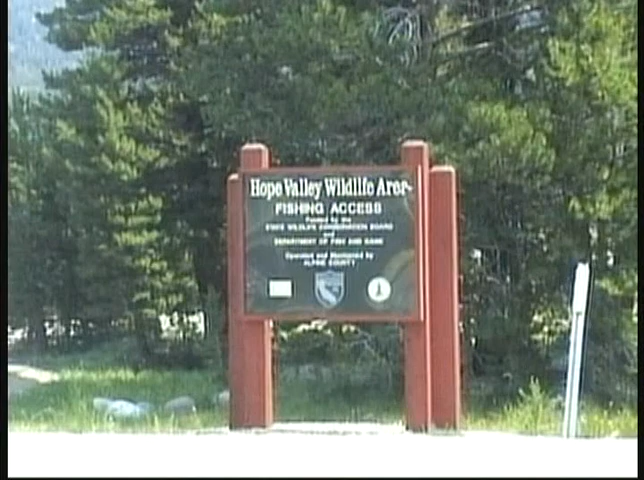 Hope Valley Wildlife Area
FISHING ACCESS
Funded by the
STATE WILDLIFE CONSERVATION BOARD
and
DEPARTMENT OF FISH AND GAME
Operated and Maintained by
ALPINE COUNTY